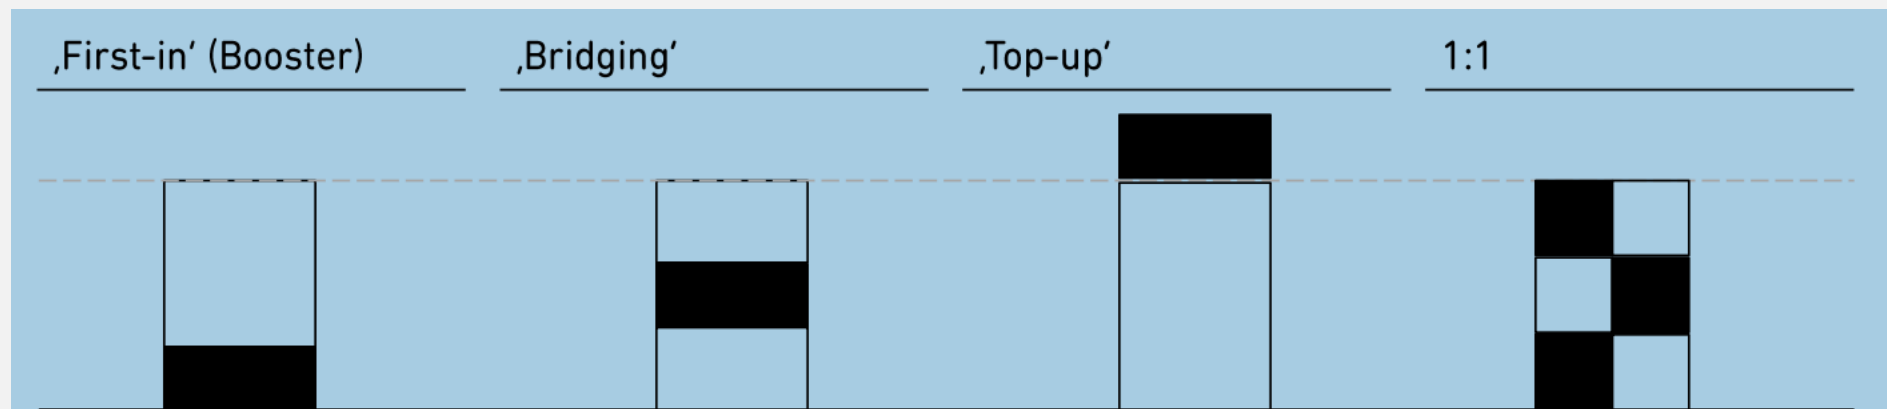 ‚First-in‘ (Booster)
‚Bridging‘
‚Top-up‘
1:1